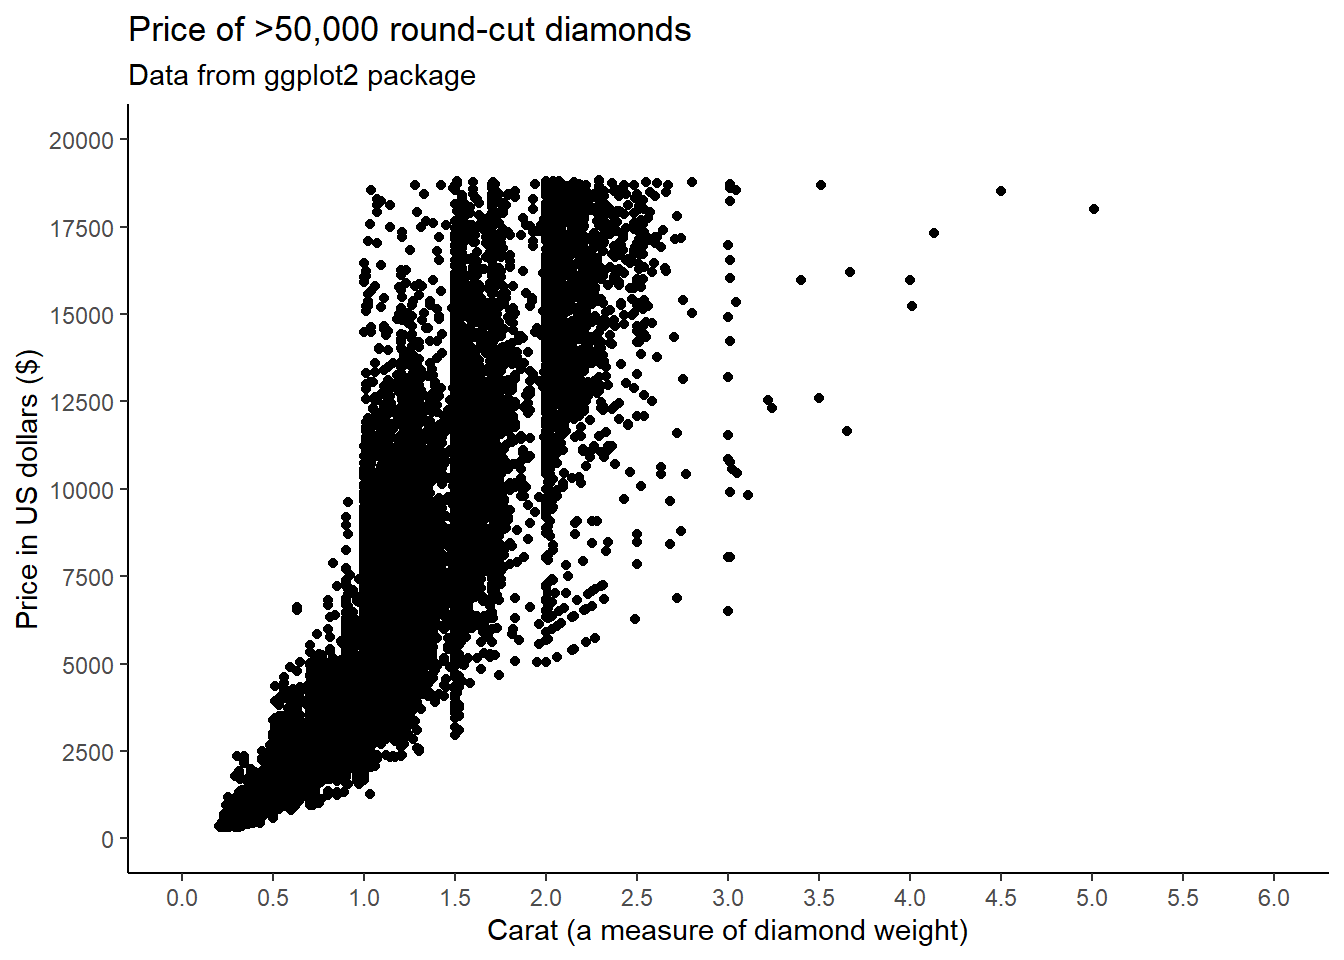 Price of >50,000 round-cut diamonds
Data from ggplot2 package
Price in US dollars ($)
20000
17500
15000
12500
10000
7500
5000
2500
0
0.0 0.5 1.0 1.5 2.0 2.5 3.0 3.5 4.0 4.5 5.0 5.5 6.0
Carat (a measure of diamond weight)